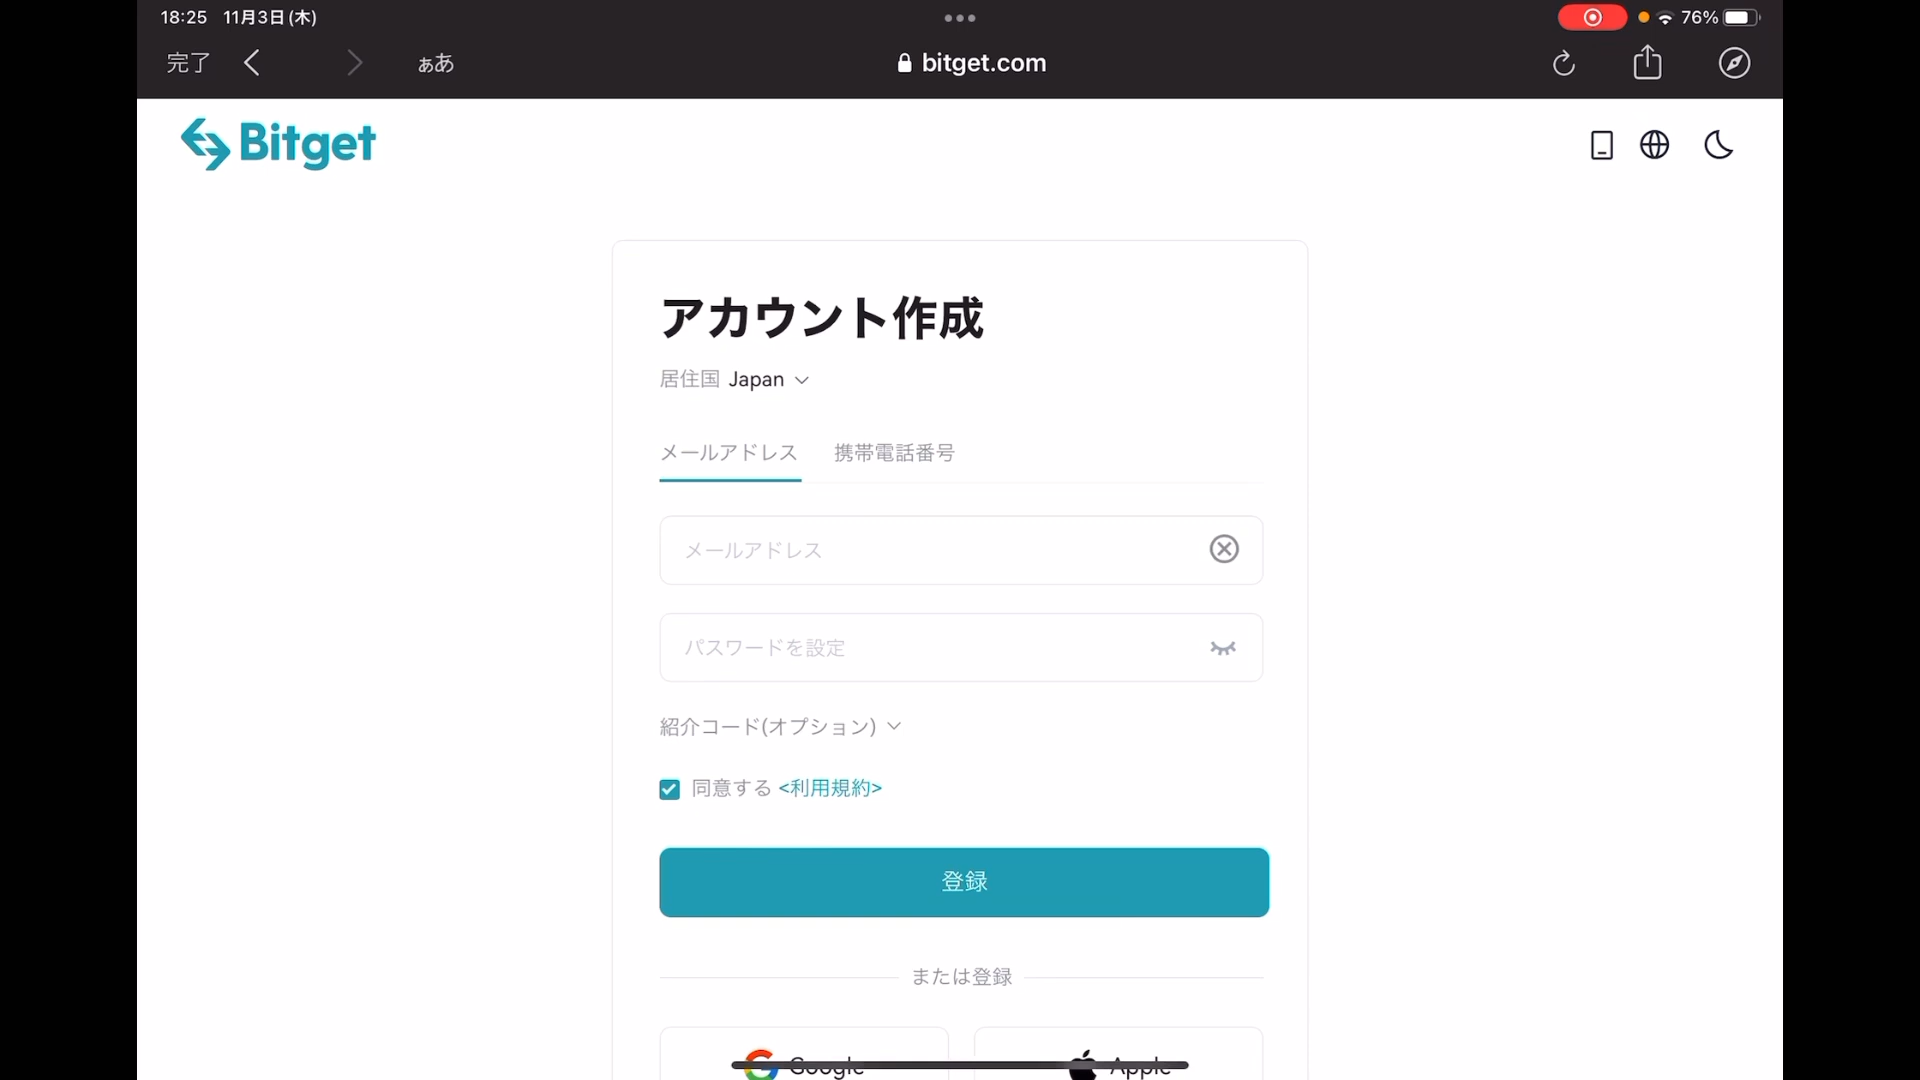 18:25 11月3日(木)
76%
完了
ぁあ
bitget.com
Bitget
アカウント作成
居住国 Japan
メールアドレス 携帯電話番号
メールアドレス
パスワードを設定
紹介コード(オプション)
同意する <利用規約>
登録
または登録
Google Apple